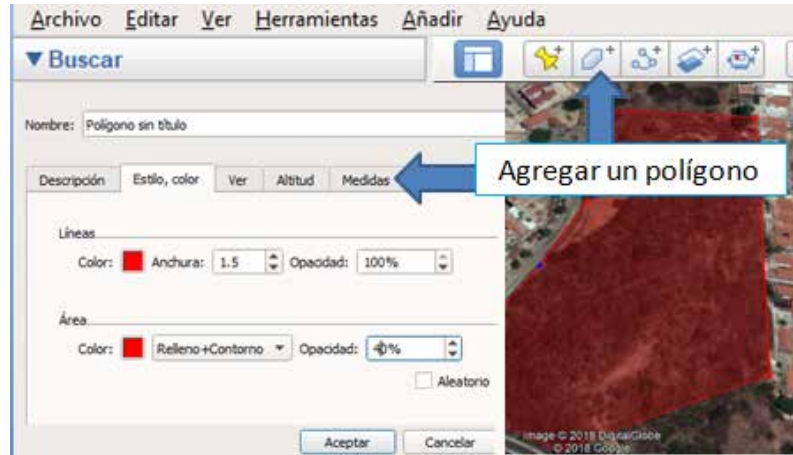 Archivo Editar Ver Herramientas Añadir Ayuda
Buscar
Nombre: Polígono sin título
Agregar un polígono
Descripción Estilo, color Ver Altitud Medidas
Líneas
Color: Anchura: 1.5 Opacidad: 100%
Área
Color: Relleno+Contorno Opacidad: 40%
Aleatorio
Aceptar Cancelar
Image © 2018 DigitalGlobe
© 2018 Google